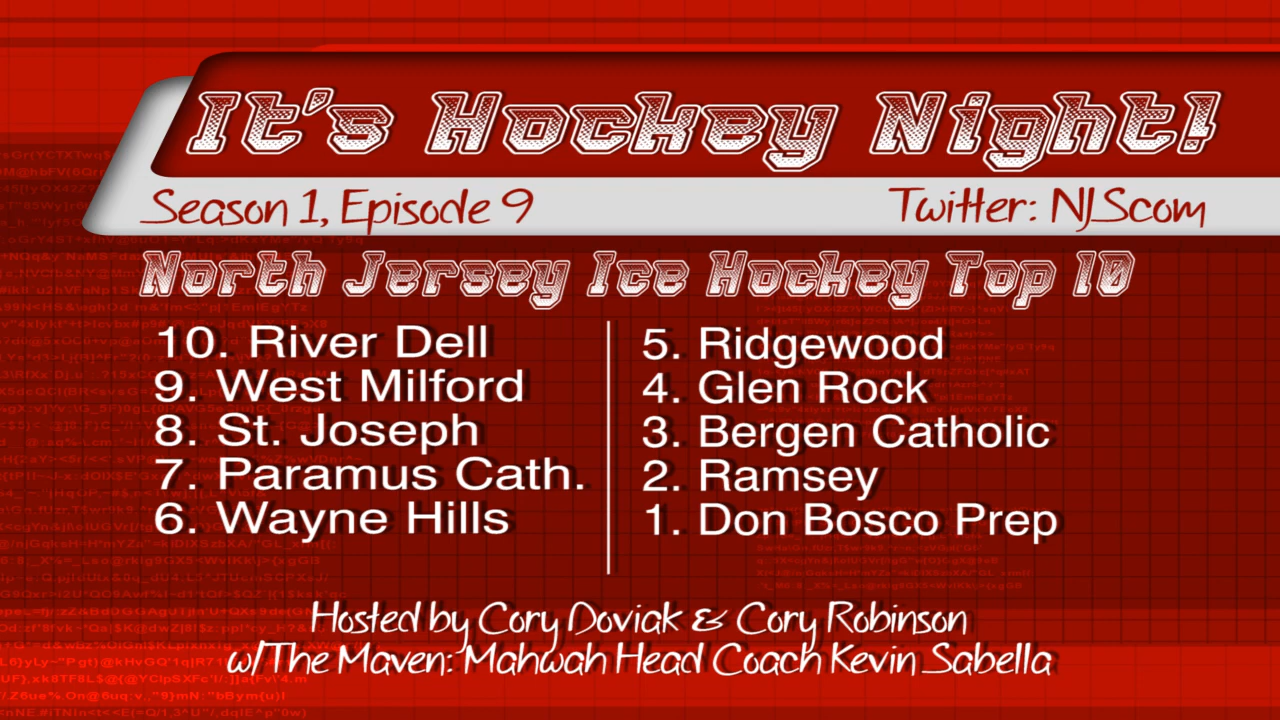 It's Hockey Night!
Season 1, Episode 9
Twitter: NJScom
North Jersey Ice Hockey Top 10
10. River Dell
9. West Milford
8. St. Joseph
7. Paramus Cath.
6. Wayne Hills
5. Ridgewood
4. Glen Rock
3. Bergen Catholic
2. Ramsey
1. Don Bosco Prep
Hosted by Cory Doviak & Cory Robinson
w/The Maven: Mahwah Head Coach Kevin Sabella